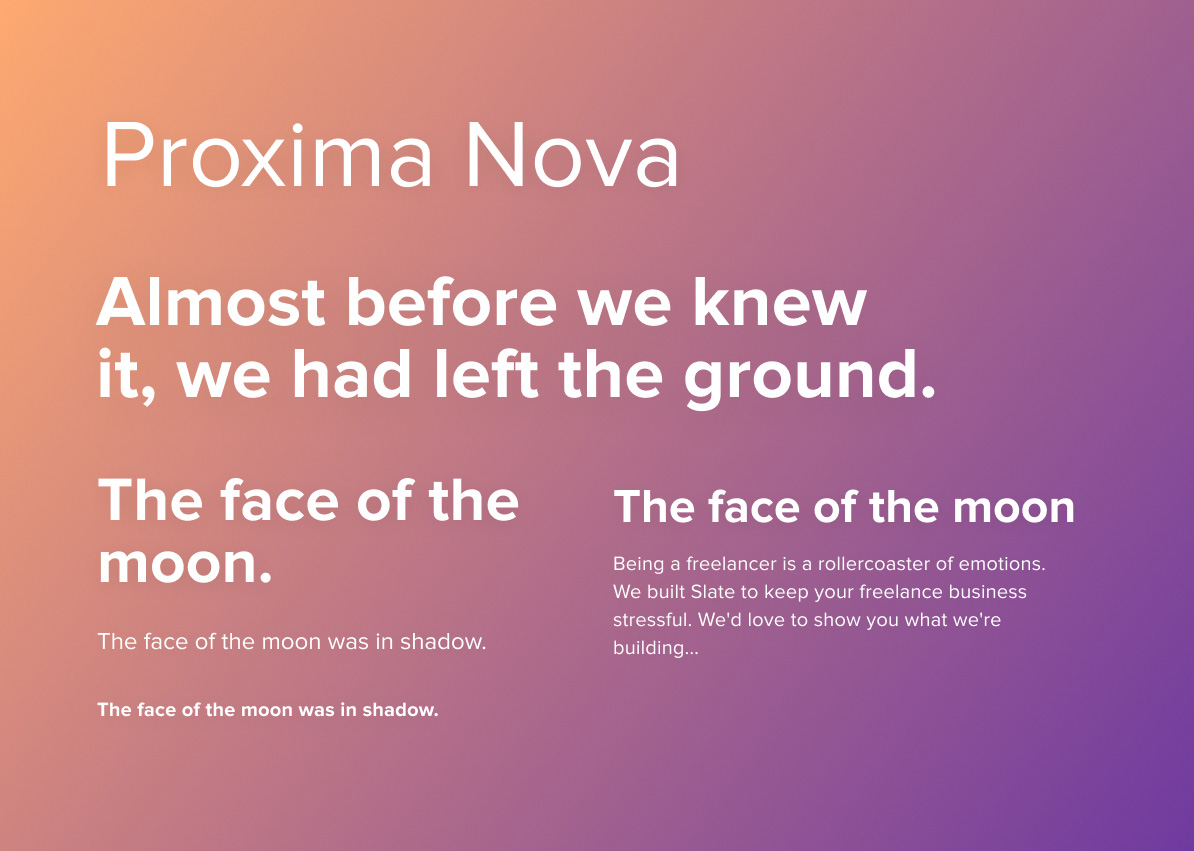 Proxima Nova
Almost before we knew
it, we had left the ground.
The face of the
moon.
The face of the moon was in shadow.
The face of the moon was in shadow.
The face of the moon
Being a freelancer is a rollercoaster of emotions.
We built Slate to keep your freelance business
stressful. We'd love to show you what we're
building...